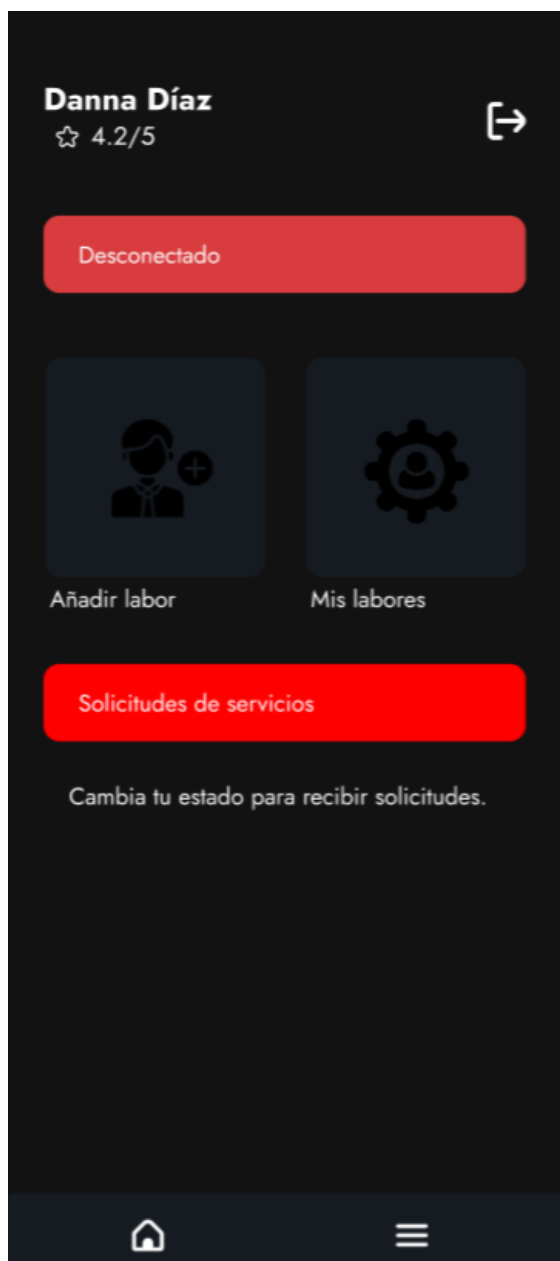 Danna Díaz
4.2/5
Desconectado
Añadir labor
Mis labores
Solicitudes de servicios
Cambia tu estado para recibir solicitudes.